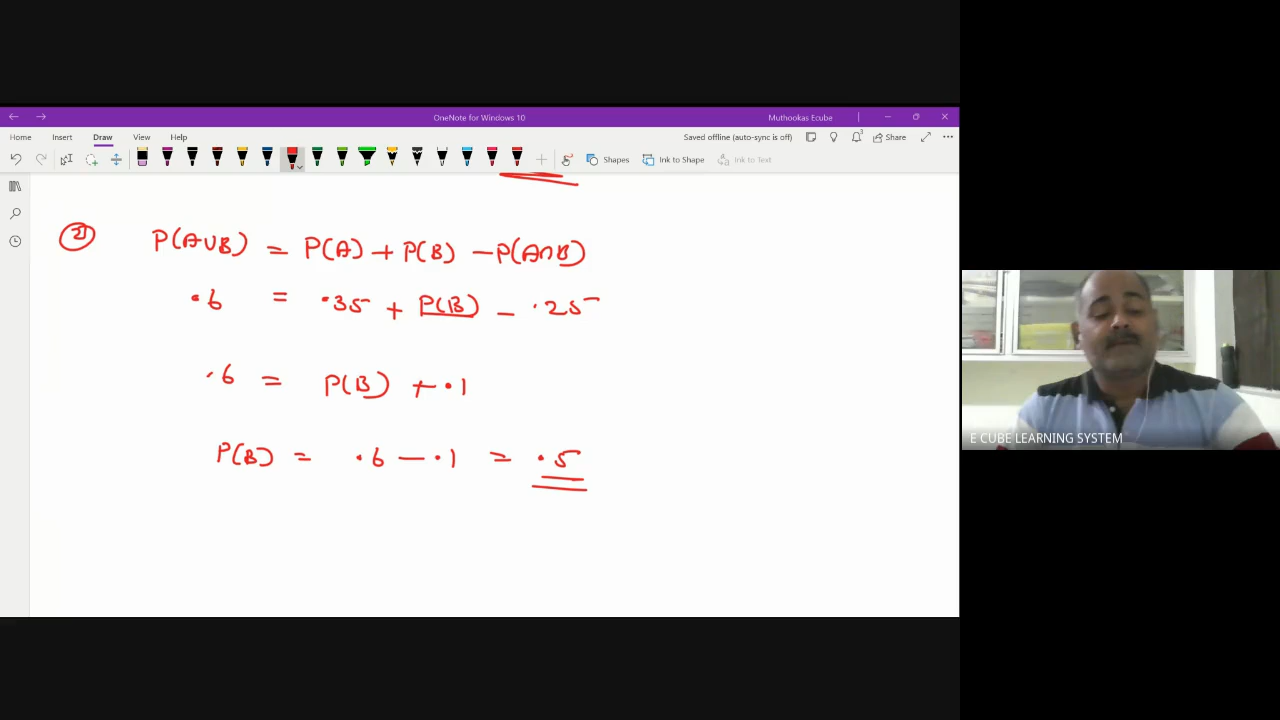 OneNote for Windows 10
Muthookas Ecube
Home Insert Draw View Help
Saved offline (auto-sync is off)
3
Share
Shapes
Ink to Shape
Ink to Text
② P(A∪B) = P(A) + P(B) - P(A∩B)
.6 = .35 + P(B) - .25
.6 = P(B) + .1
P(B) = .6 - .1 = .5
E CUBE LEARNING SYSTEM